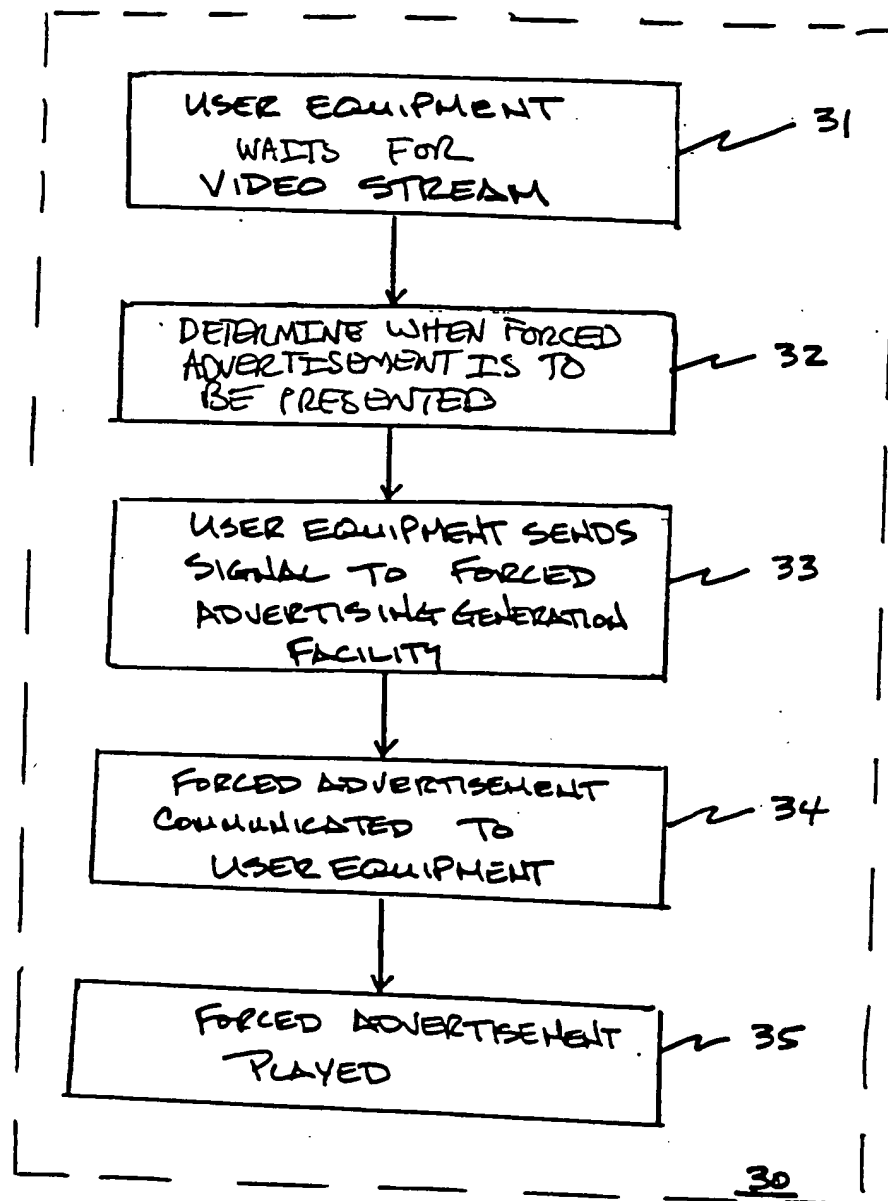 USER EQUIPMENT
WAITS FOR
VIDEO STREAM
31
DETERMINE WHEN FORCED
ADVERTISEMENT IS TO
BE PRESENTED
32
USER EQUIPMENT SENDS
SIGNAL TO FORCED
ADVERTISING GENERATION
FACILITY
33
FORCED ADVERTISEMENT
COMMUNICATED TO
USER EQUIPMENT
34
FORCED ADVERTISEMENT
PLAYED
35
30